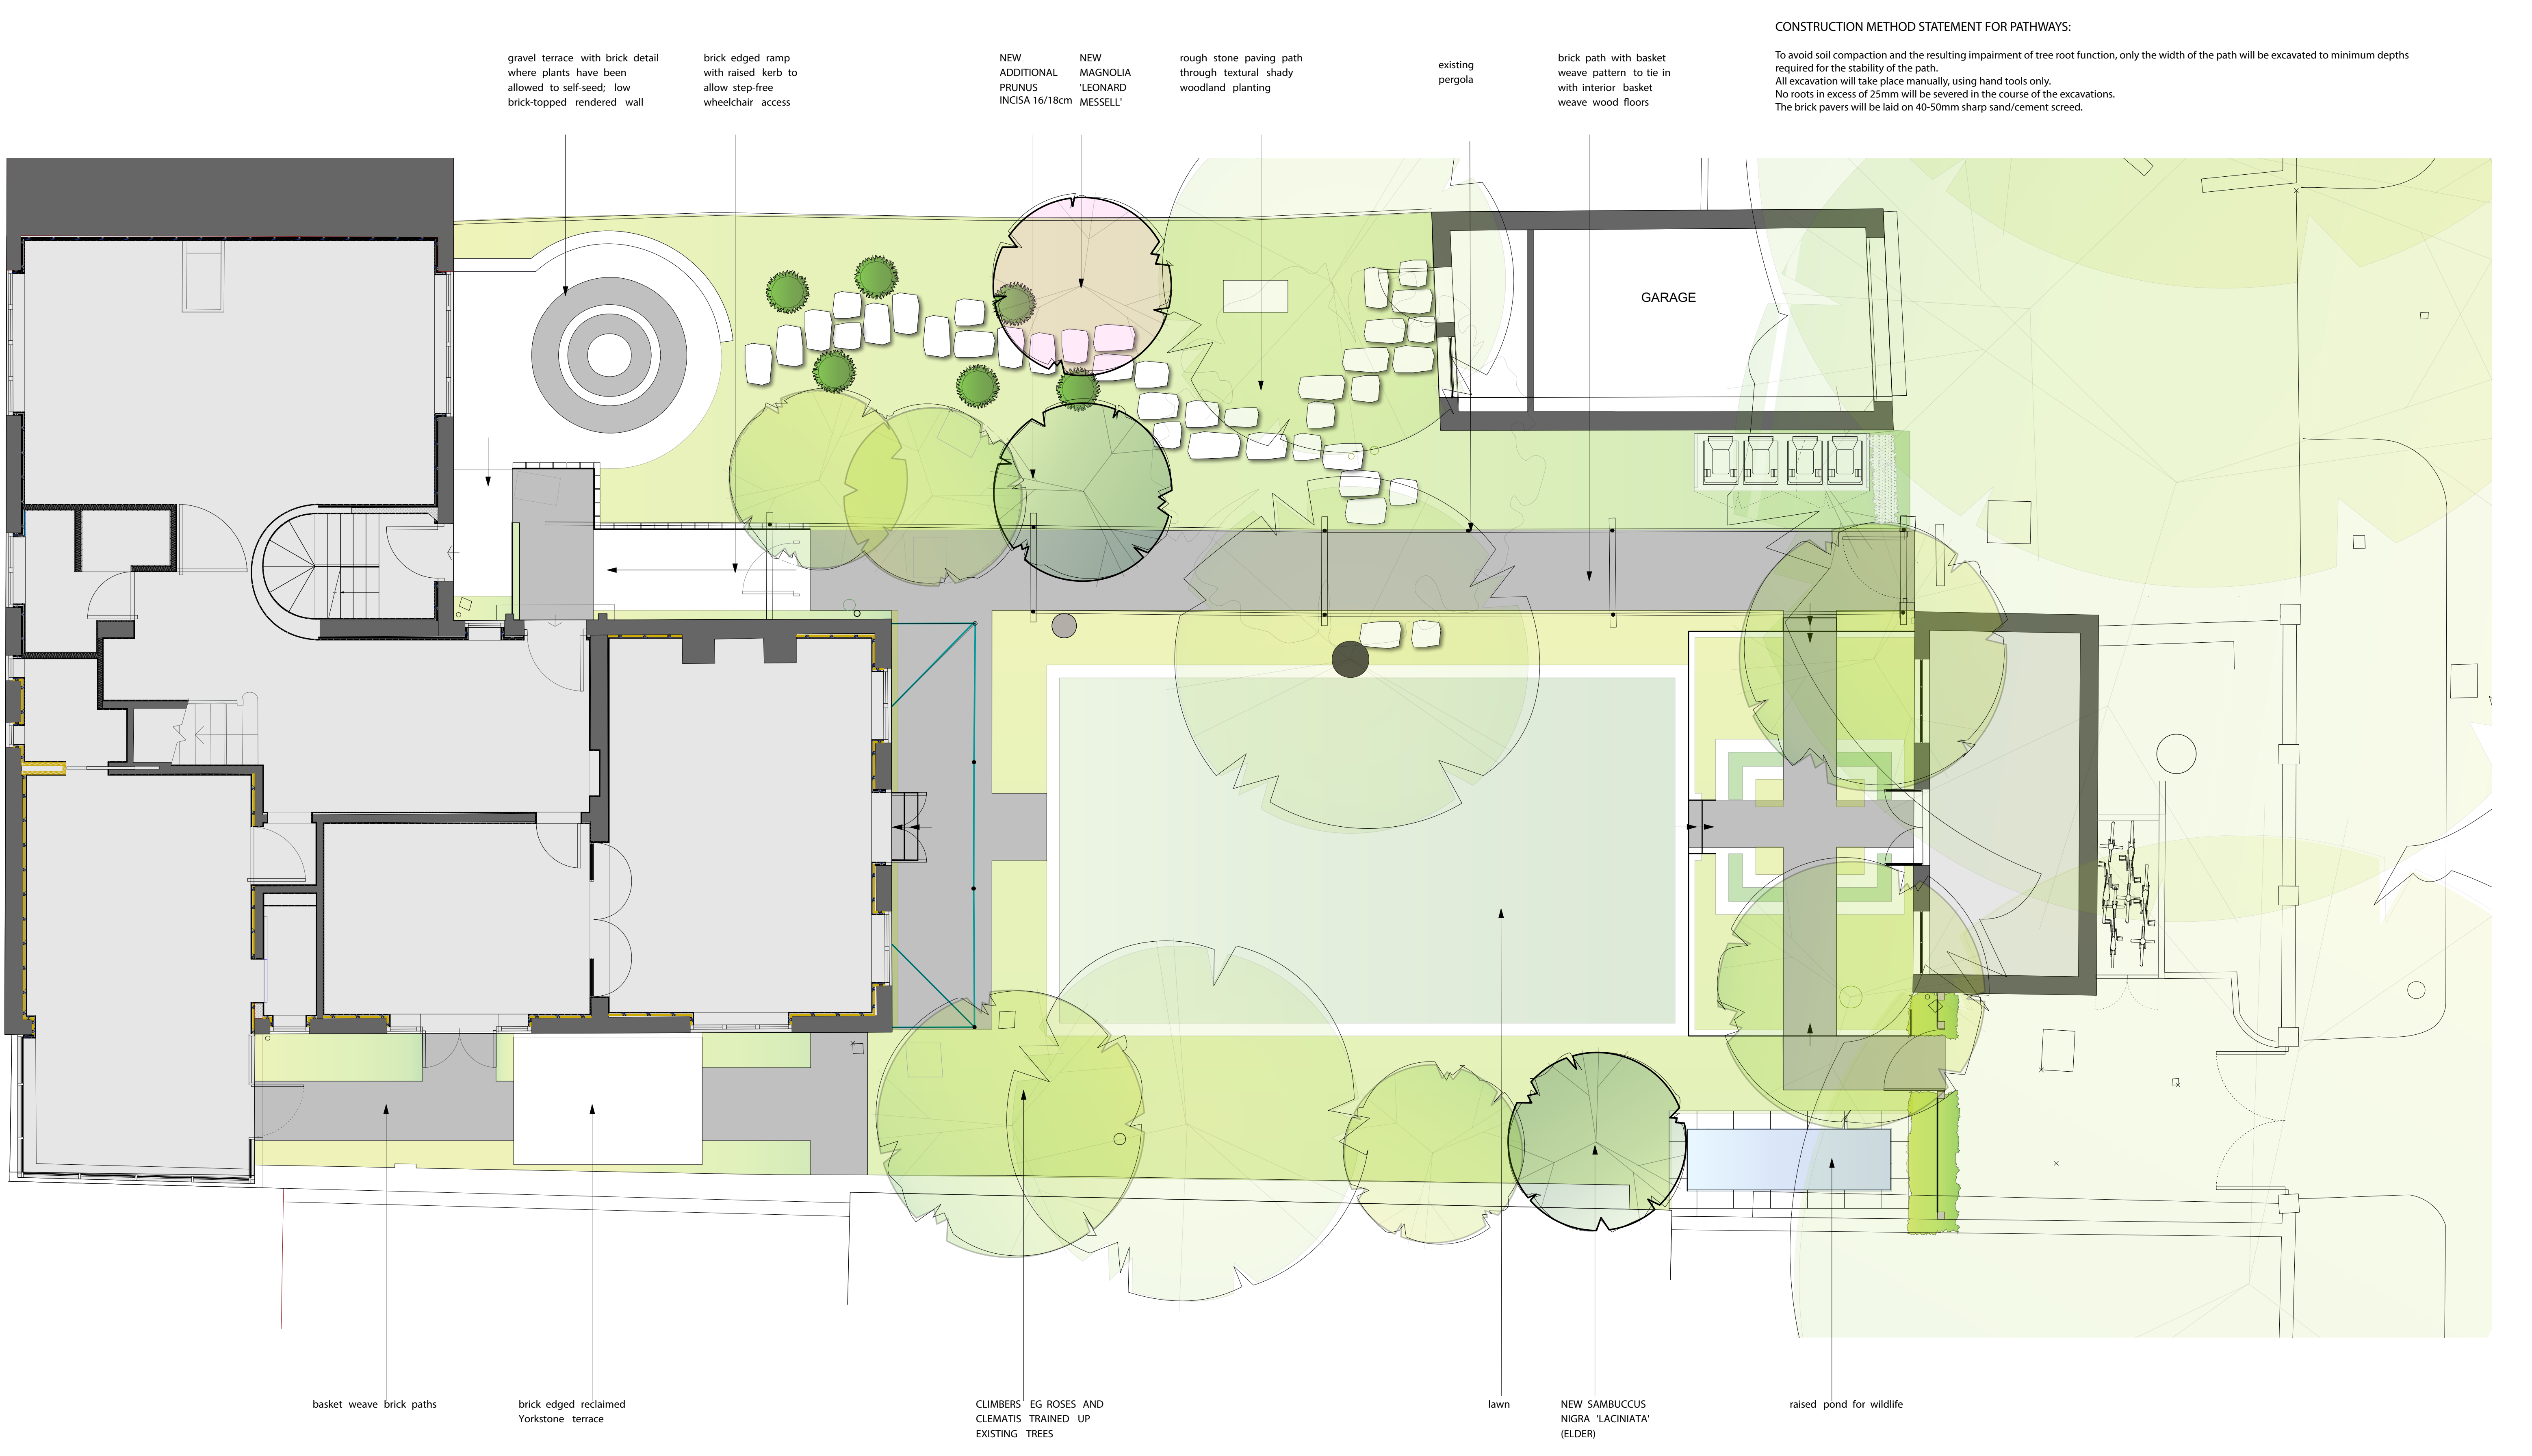 CONSTRUCTION METHOD STATEMENT FOR PATHWAYS:
To avoid soil compaction and the resulting impairment of tree root function, only the width of the path will be excavated to minimum depths
required for the stability of the path.
All excavation will take place manually, using hand tools only.
No roots in excess of 25mm will be severed in the course of the excavations.
The brick pavers will be laid on 40-50mm sharp sand/cement screed.
gravel terrace with brick detail
where plants have been
allowed to self-seed; low
brick-topped rendered wall
brick edged ramp
with raised kerb to
allow step-free
wheelchair access
NEW
ADDITIONAL
PRUNUS
INCISA 16/18cm
NEW
MAGNOLIA
'LEONARD
MESSELL'
rough stone paving path
through textural shady
woodland planting
existing
pergola
brick path with basket
weave pattern to tie in
with interior basket
weave wood floors
GARAGE
basket weave brick paths
brick edged reclaimed
Yorkstone terrace
CLIMBERS EG ROSES AND
CLEMATIS TRAINED UP
EXISTING TREES
lawn
NEW SAMBUCCUS
NIGRA 'LACINIATA'
(ELDER)
raised pond for wildlife